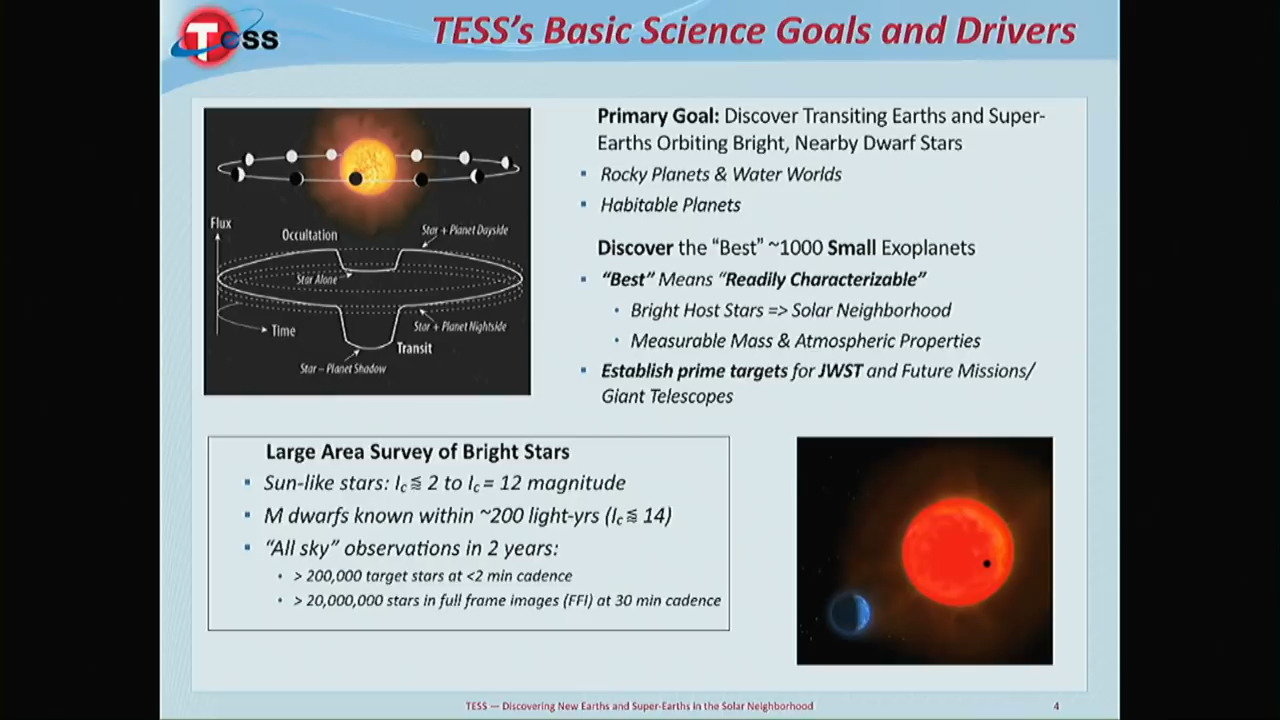 Tess
TESS's Basic Science Goals and Drivers
Flux
Occultation
Star + Planet Dayside
Star Alone
Time
Star + Planet Nightside
Transit
Star – Planet Shadow
Primary Goal: Discover Transiting Earths and Super-
Earths Orbiting Bright, Nearby Dwarf Stars
▪ Rocky Planets & Water Worlds
▪ Habitable Planets
Discover the "Best" ~1000 Small Exoplanets
▪ "Best" Means "Readily Characterizable"
• Bright Host Stars => Solar Neighborhood
• Measurable Mass & Atmospheric Properties
▪ Establish prime targets for JWST and Future Missions/
Giant Telescopes
Large Area Survey of Bright Stars
▪ Sun-like stars: Ic ≦ 2 to Ic = 12 magnitude
▪ M dwarfs known within ~200 light-yrs (Ic ≦ 14)
▪ "All sky" observations in 2 years:
• > 200,000 target stars at <2 min cadence
• > 20,000,000 stars in full frame images (FFI) at 30 min cadence
TESS — Discovering New Earths and Super-Earths in the Solar Neighborhood
4